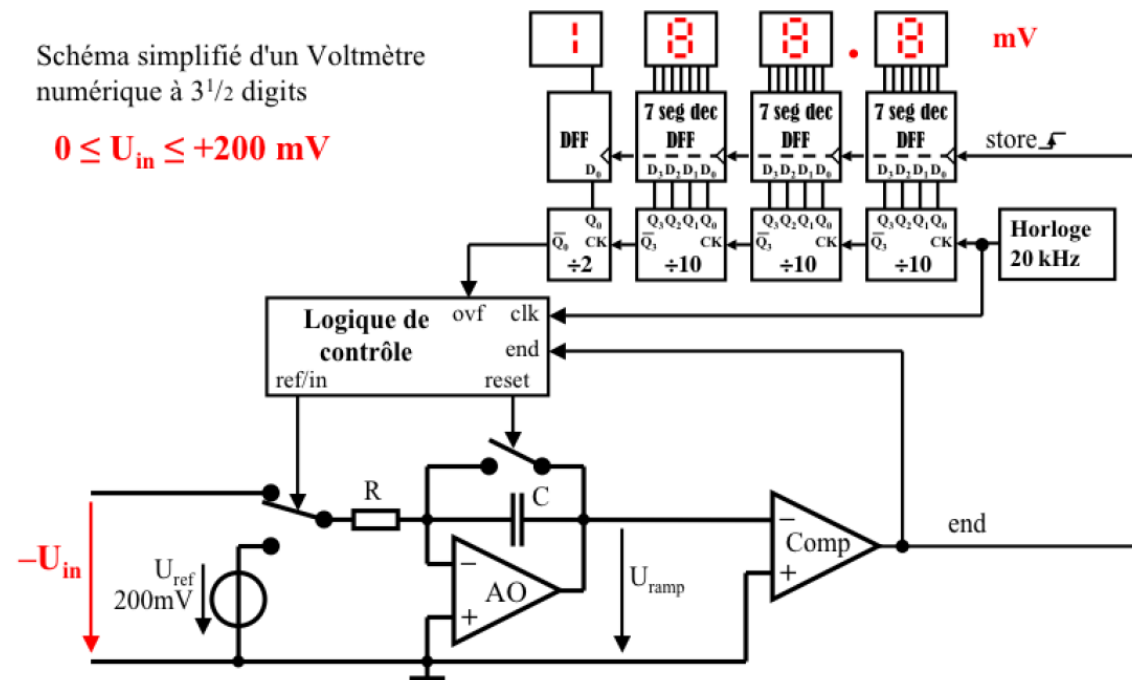 Schéma simplifié d'un Voltmètre
numérique à 3 1/2 digits
0 ≤ Uin ≤ +200 mV
1 8 8 . 8 mV
DFF
7 seg dec
DFF
7 seg dec
DFF
7 seg dec
DFF
store
D0
D3 D2 D1 D0
D3 D2 D1 D0
D3 D2 D1 D0
Q0
Q̅0 CK
÷2
Q3 Q2 Q1 Q0
Q̅3 CK
÷10
Q3 Q2 Q1 Q0
Q̅3 CK
÷10
Q3 Q2 Q1 Q0
Q̅3 CK
÷10
Horloge
20 kHz
Logique de
contrôle
ovf clk
end
ref/in reset
R
C
–Uin
Uref
200mV
−
AO
+
Uramp
−
Comp
+
end